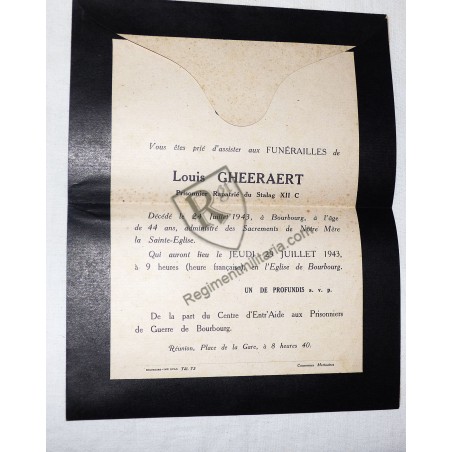 Vous êtes prié d'assister aux FUNÉRAILLES de
Louis GHEERAERT
Prisonnier Rapatrié du Stalag XII C
Décédé le Juillet 1943, à Bourbourg, à l'âge
de 44 ans, administré des Sacrements de Notre Mère
la Sainte-Eglise.
Qui auront lieu le JEUDI JUILLET 1943,
à 9 heures (heure française) en l'Eglise de Bourbourg.
UN DE PROFUNDIS s. v. p.
De la part du Centre d'Entr'Aide aux Prisonniers
de Guerre de Bourbourg.
Réunion, Place de la Gare, à 8 heures 40.
Regimentmilitaria.com